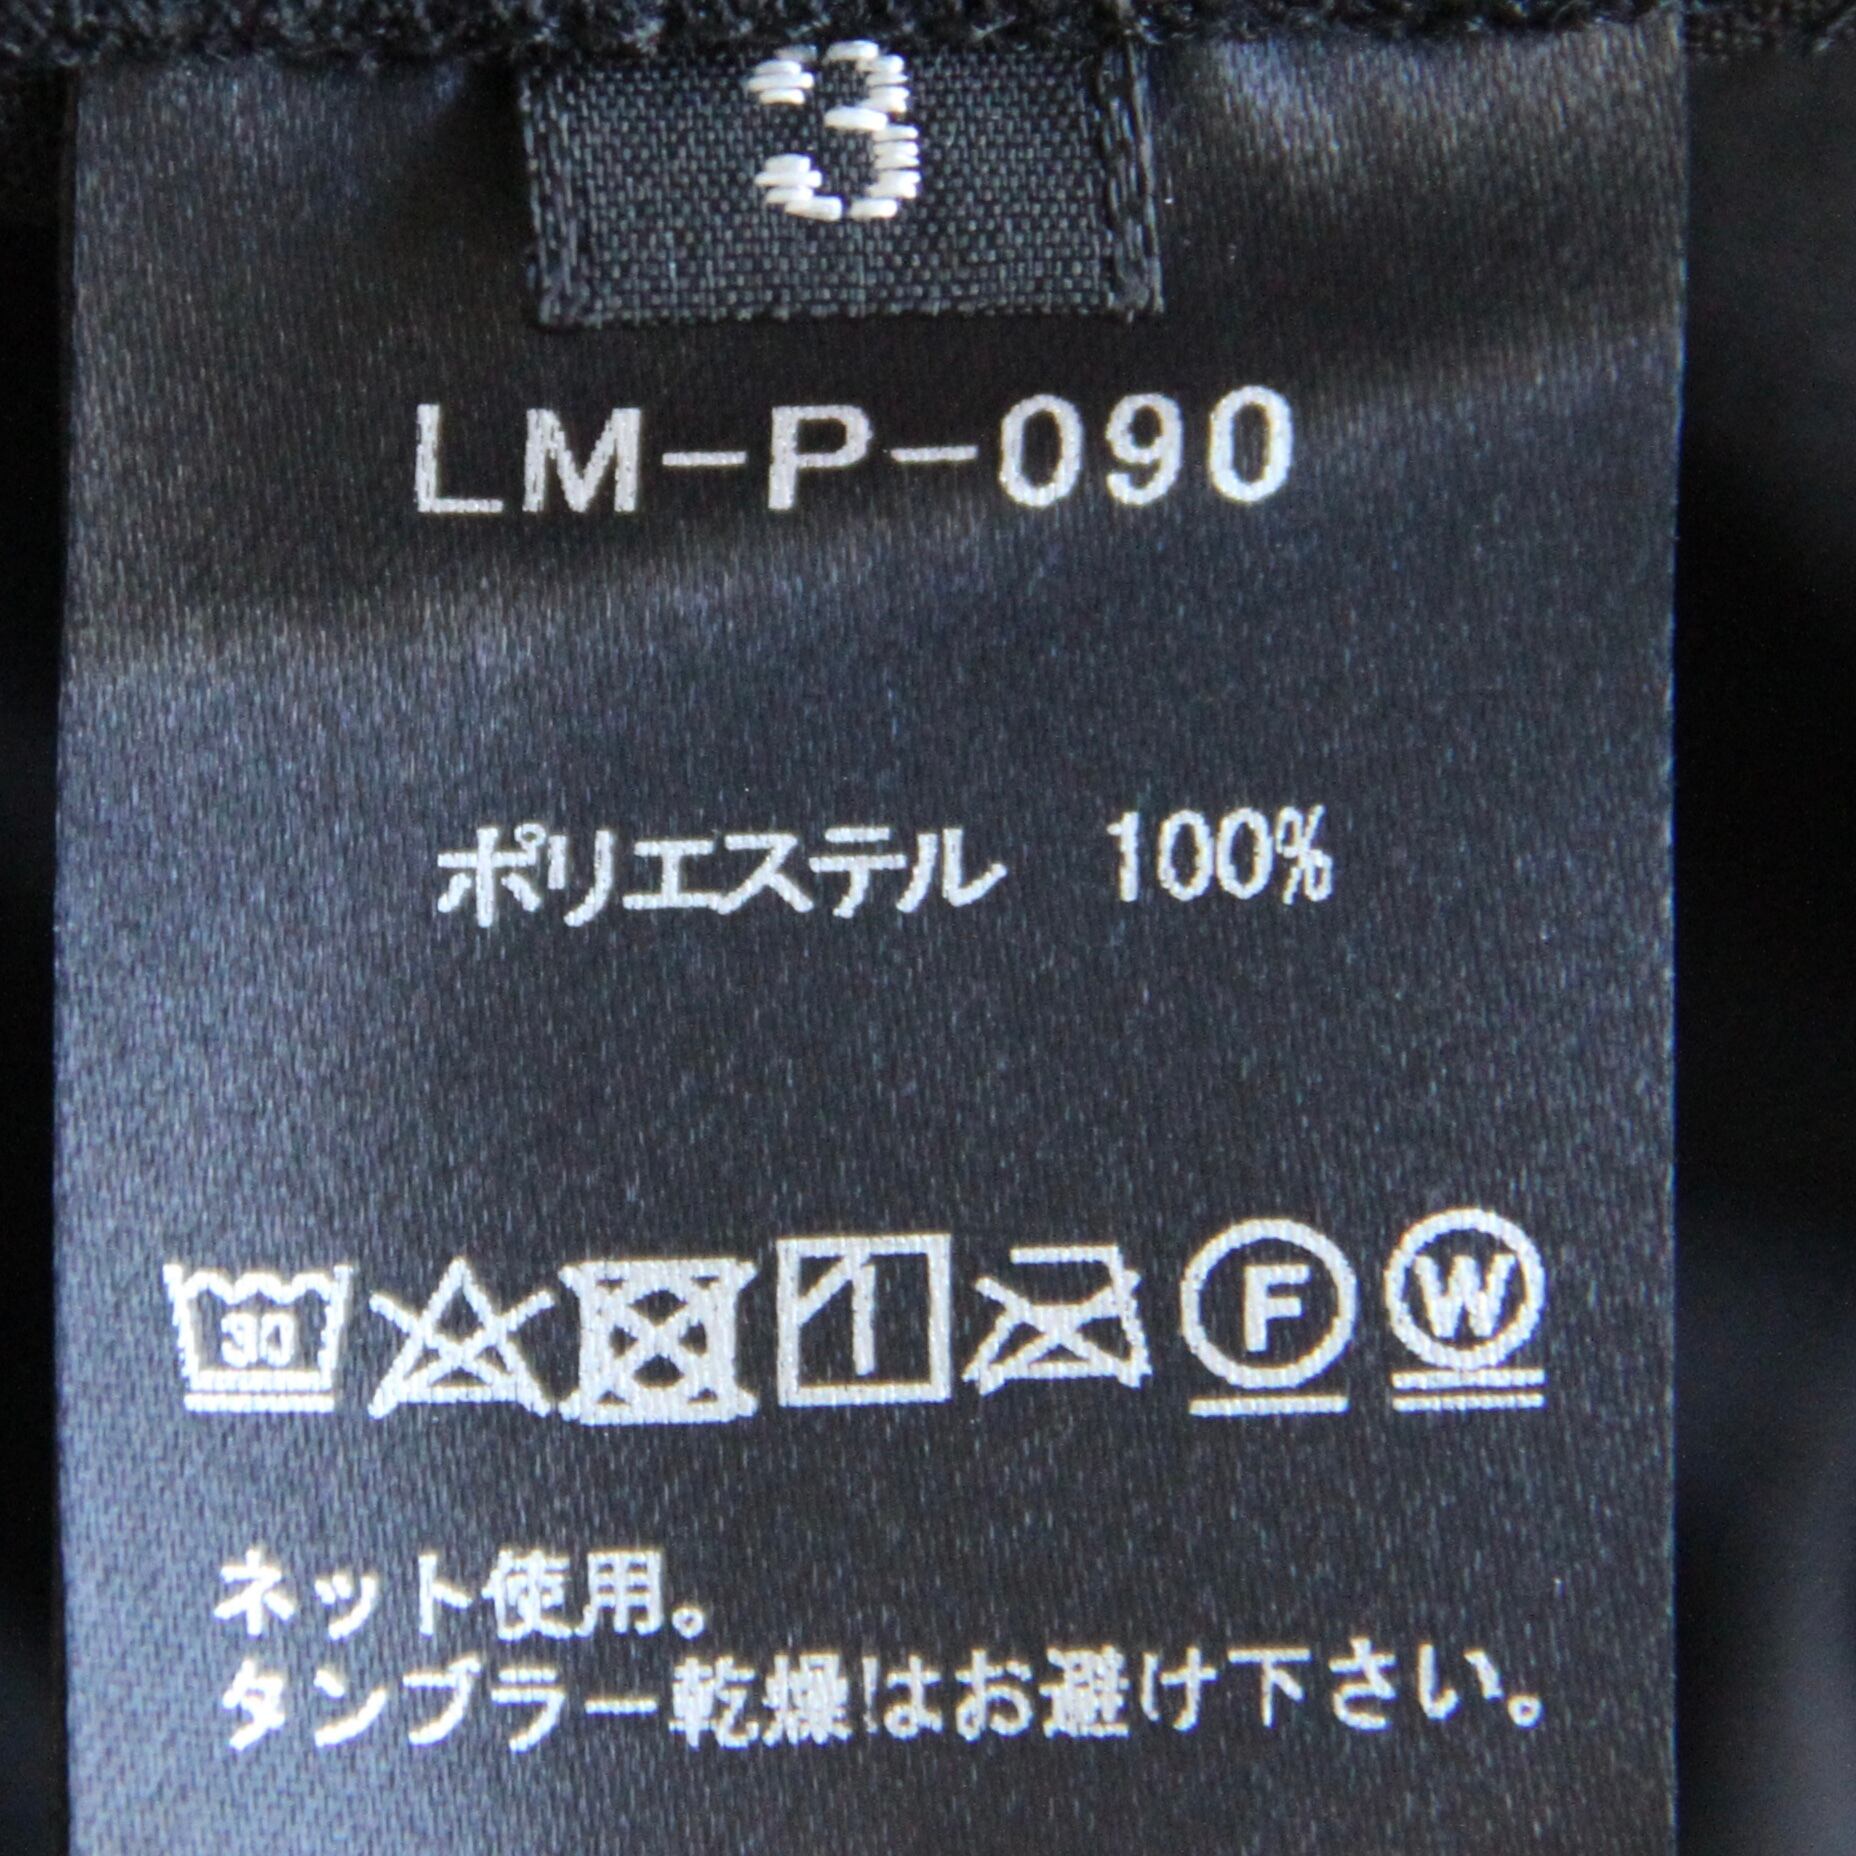 3
LM-P-090
ポリエステル 100%
30 F W
ネット使用。
タンブラー乾燥はお避け下さい。